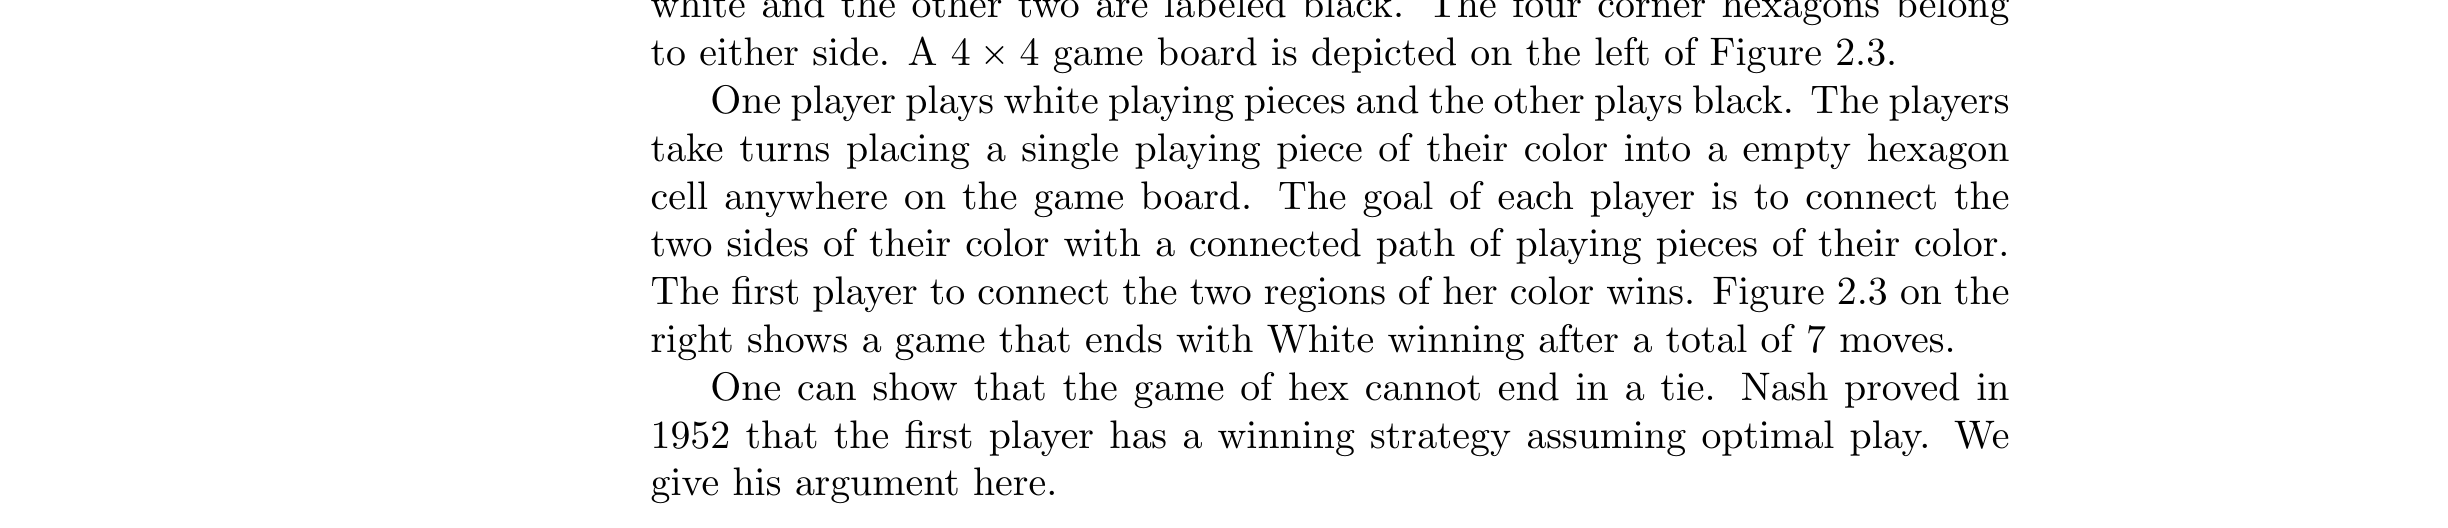 white and the other two are labeled black. The four corner hexagons belong
to either side. A 4 × 4 game board is depicted on the left of Figure 2.3.
One player plays white playing pieces and the other plays black. The players
take turns placing a single playing piece of their color into a empty hexagon
cell anywhere on the game board. The goal of each player is to connect the
two sides of their color with a connected path of playing pieces of their color.
The first player to connect the two regions of her color wins. Figure 2.3 on the
right shows a game that ends with White winning after a total of 7 moves.
One can show that the game of hex cannot end in a tie. Nash proved in
1952 that the first player has a winning strategy assuming optimal play. We
give his argument here.